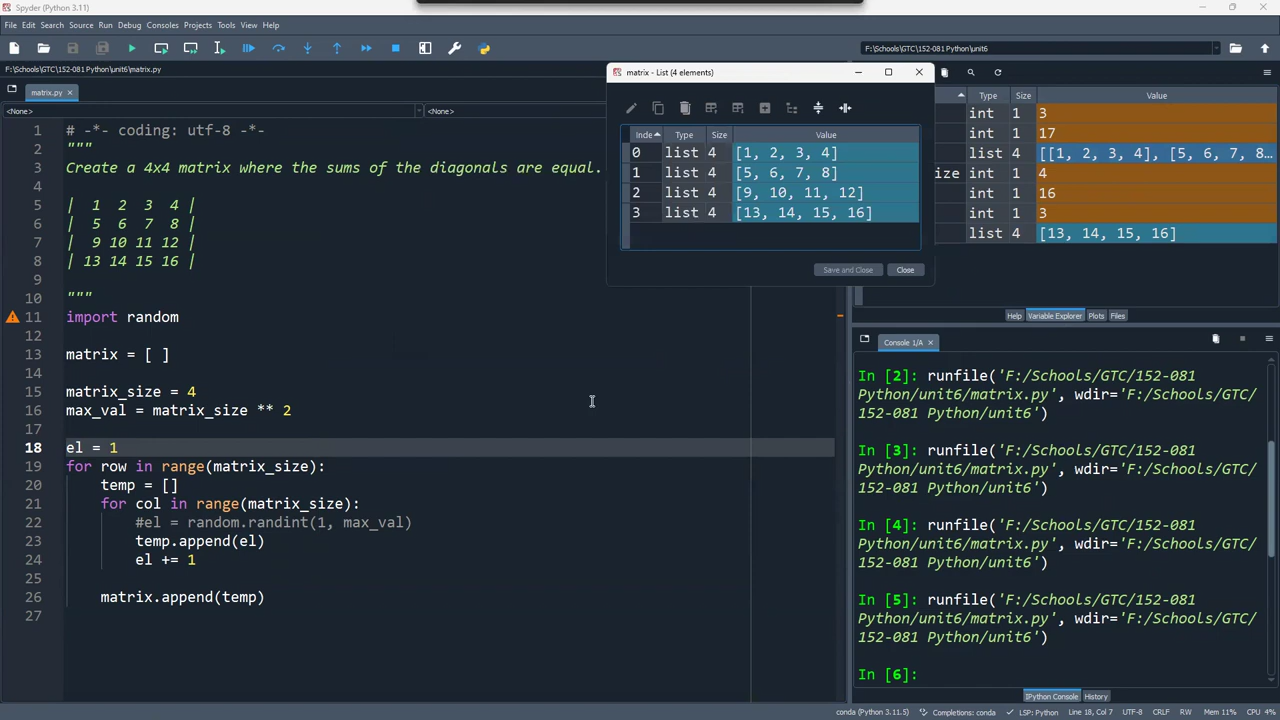 Spyder (Python 3.11)
File Edit Search Source Run Debug Consoles Projects Tools View Help
F:\Schools\GTC\152-081 Python\unit6
F:\Schools\GTC\152-081 Python\unit6\matrix.py
matrix.py
<None>
<None>
1 # -*- coding: utf-8 -*-
2 """
3 Create a 4x4 matrix where the sums of the diagonals are equal.
4
5 | 1 2 3 4 |
6 | 5 6 7 8 |
7 | 9 10 11 12 |
8 | 13 14 15 16 |
9
10 """
11 import random
12
13 matrix = [ ]
14
15 matrix_size = 4
16 max_val = matrix_size ** 2
17
18 el = 1
19 for row in range(matrix_size):
20 temp = []
21 for col in range(matrix_size):
22 #el = random.randint(1, max_val)
23 temp.append(el)
24 el += 1
25
26 matrix.append(temp)
27
matrix - List (4 elements)
Inde Type Size Value
0 list 4 [1, 2, 3, 4]
1 list 4 [5, 6, 7, 8]
2 list 4 [9, 10, 11, 12]
3 list 4 [13, 14, 15, 16]
Save and Close Close
Type Size Value
int 1 3
int 1 17
list 4 [[1, 2, 3, 4], [5, 6, 7, 8…
ize int 1 4
int 1 16
int 1 3
list 4 [13, 14, 15, 16]
Help Variable Explorer Plots Files
Console 1/A
In [2]: runfile('F:/Schools/GTC/152-081
Python/unit6/matrix.py', wdir='F:/Schools/GTC/
152-081 Python/unit6')
In [3]: runfile('F:/Schools/GTC/152-081
Python/unit6/matrix.py', wdir='F:/Schools/GTC/
152-081 Python/unit6')
In [4]: runfile('F:/Schools/GTC/152-081
Python/unit6/matrix.py', wdir='F:/Schools/GTC/
152-081 Python/unit6')
In [5]: runfile('F:/Schools/GTC/152-081
Python/unit6/matrix.py', wdir='F:/Schools/GTC/
152-081 Python/unit6')
In [6]:
IPython Console History
conda (Python 3.11.5) Completions: conda LSP: Python Line 18, Col 7 UTF-8 CRLF RW Mem 11% CPU 4%